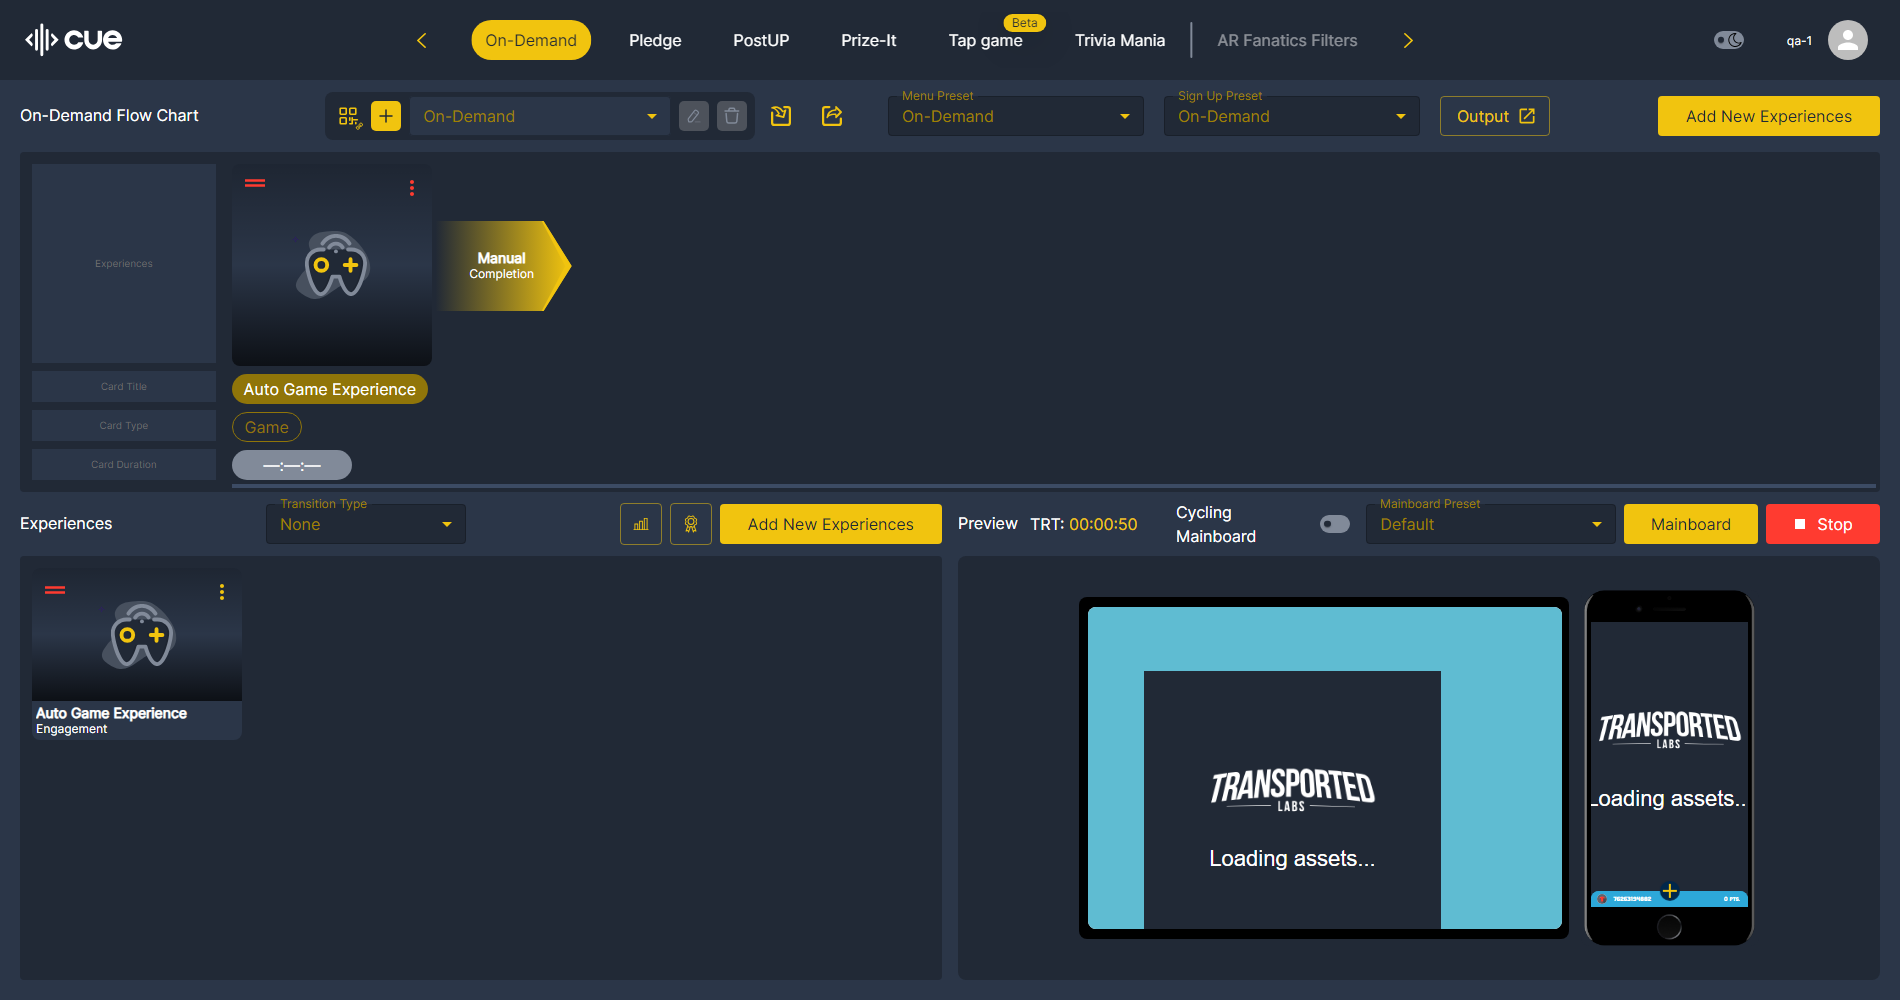 cue
On-Demand
Pledge
PostUP
Prize-It
Beta
Tap game
Trivia Mania
AR Fanatics Filters
qa-1
On-Demand Flow Chart
On-Demand
Menu Preset
On-Demand
Sign Up Preset
On-Demand
Output
Add New Experiences
Experiences
Manual
Completion
Card Title
Auto Game Experience
Card Type
Game
Card Duration
—:—:—
Experiences
Transition Type
None
Add New Experiences
Preview
TRT: 00:00:50
Cycling
Mainboard
Mainboard Preset
Default
Mainboard
Stop
Auto Game Experience
Engagement
TRANSPORTED
LABS
Loading assets...
TRANSPORTED
LABS
Loading assets..
0 PTS.